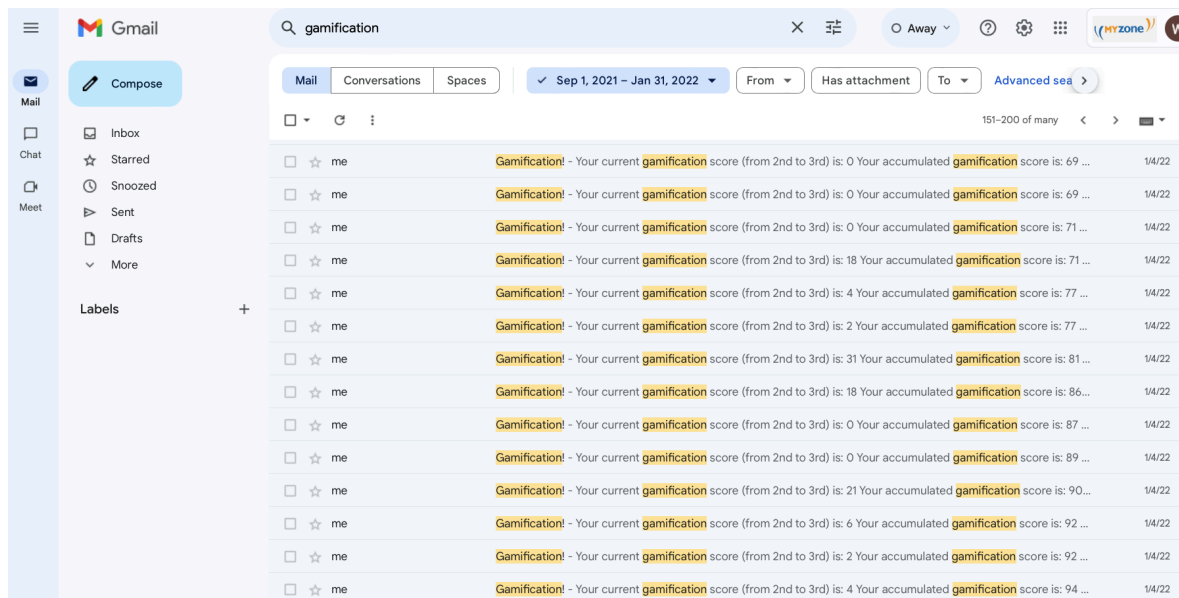 Gmail
gamification
Away
((MYZONE))
W
Compose
Mail Conversations Spaces
Sep 1, 2021 – Jan 31, 2022
From
Has attachment
To
Advanced sea
Mail
Chat
Meet
Inbox
Starred
Snoozed
Sent
Drafts
More
Labels
151–200 of many
me Gamification! - Your current gamification score (from 2nd to 3rd) is: 0 Your accumulated gamification score is: 69 ... 1/4/22
me Gamification! - Your current gamification score (from 2nd to 3rd) is: 0 Your accumulated gamification score is: 69 ... 1/4/22
me Gamification! - Your current gamification score (from 2nd to 3rd) is: 0 Your accumulated gamification score is: 71 ... 1/4/22
me Gamification! - Your current gamification score (from 2nd to 3rd) is: 18 Your accumulated gamification score is: 71 ... 1/4/22
me Gamification! - Your current gamification score (from 2nd to 3rd) is: 4 Your accumulated gamification score is: 77 ... 1/4/22
me Gamification! - Your current gamification score (from 2nd to 3rd) is: 2 Your accumulated gamification score is: 77 ... 1/4/22
me Gamification! - Your current gamification score (from 2nd to 3rd) is: 31 Your accumulated gamification score is: 81 ... 1/4/22
me Gamification! - Your current gamification score (from 2nd to 3rd) is: 18 Your accumulated gamification score is: 86... 1/4/22
me Gamification! - Your current gamification score (from 2nd to 3rd) is: 0 Your accumulated gamification score is: 87 ... 1/4/22
me Gamification! - Your current gamification score (from 2nd to 3rd) is: 0 Your accumulated gamification score is: 89 ... 1/4/22
me Gamification! - Your current gamification score (from 2nd to 3rd) is: 21 Your accumulated gamification score is: 90... 1/4/22
me Gamification! - Your current gamification score (from 2nd to 3rd) is: 6 Your accumulated gamification score is: 92 ... 1/4/22
me Gamification! - Your current gamification score (from 2nd to 3rd) is: 2 Your accumulated gamification score is: 92 ... 1/4/22
me Gamification! - Your current gamification score (from 2nd to 3rd) is: 4 Your accumulated gamification score is: 94 ... 1/4/22